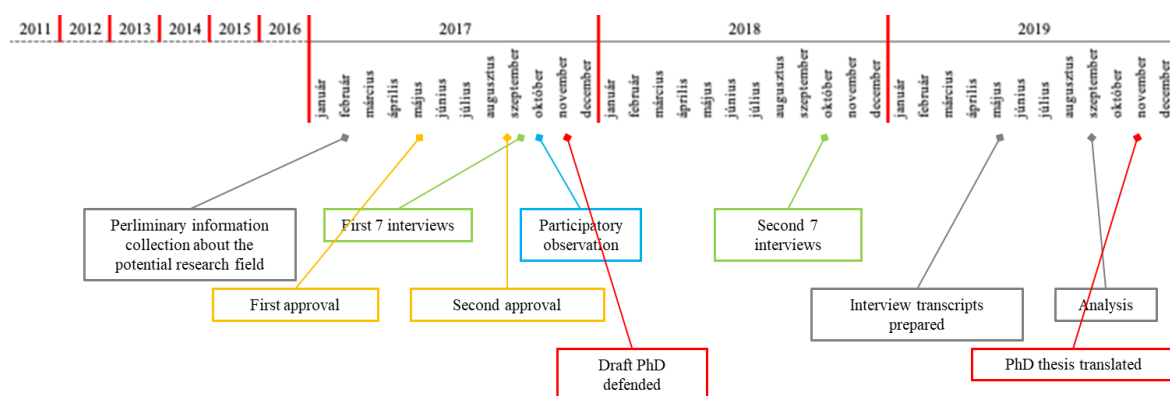 2011 2012 2013 2014 2015 2016 2017 2018 2019
január február március április május június július augusztus szeptember október november december
január február március április május június július augusztus szeptember október november december
január február március április május június július augusztus szeptember október november december
Perliminary information
collection about the
potential research field
First 7 interviews
Participatory
observation
Second 7
interviews
First approval
Second approval
Interview transcripts
prepared
Analysis
Draft PhD
defended
PhD thesis translated